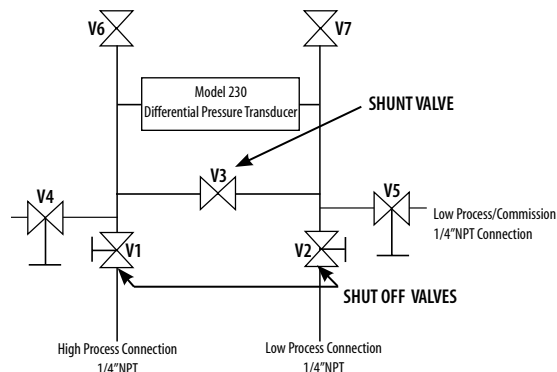 V6
V7
Model 230
Differential Pressure Transducer
SHUNT VALVE
V3
V4
V5
Low Process/Commission
1/4"NPT Connection
V1
V2
SHUT OFF VALVES
High Process Connection
1/4"NPT
Low Process Connection
1/4"NPT